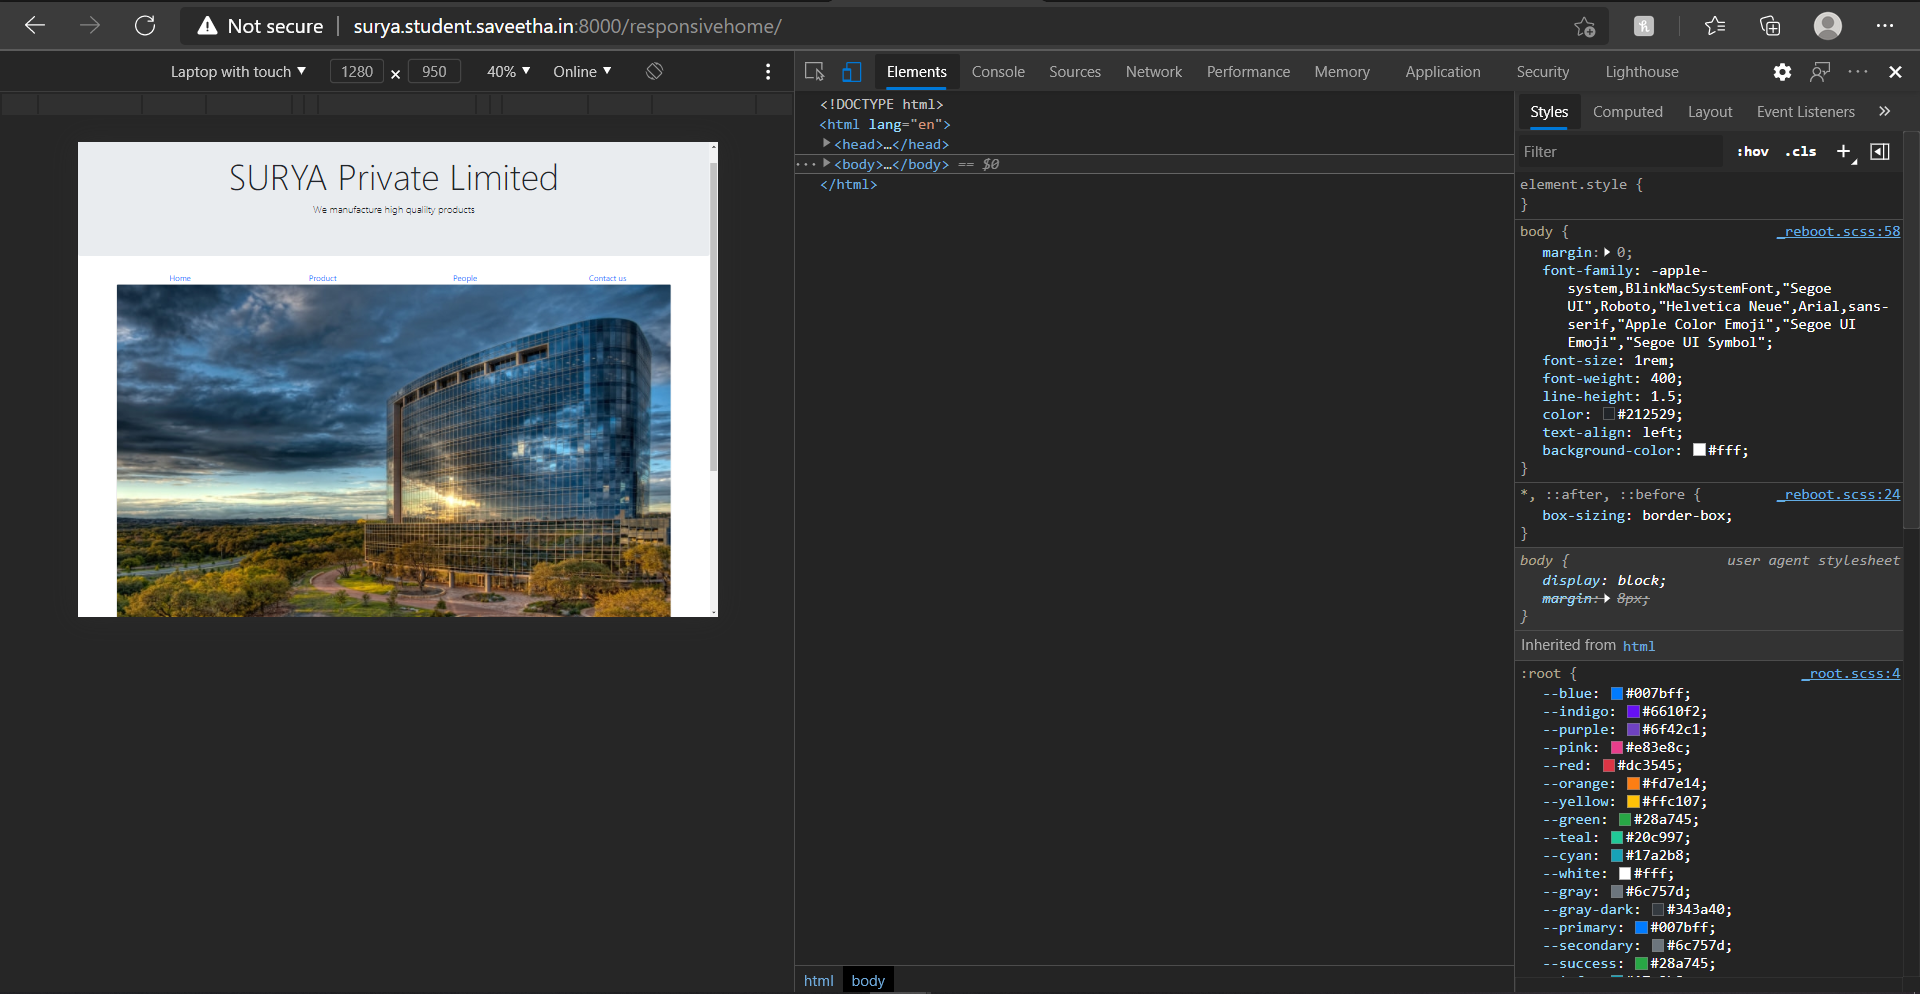 Not secure | surya.student.saveetha.in:8000/responsivehome/
Laptop with touch ▼ 1280 × 950 40% ▼ Online ▼
Elements Console Sources Network Performance Memory Application Security Lighthouse
SURYA Private Limited
We manufacture high quality products
Home Product People Contact us
<!DOCTYPE html>
<html lang="en">
<head>…</head>
<body>…</body> == $0
</html>
html body
Styles Computed Layout Event Listeners »
Filter :hov .cls +
element.style {
}
body { _reboot.scss:58
margin: 0;
font-family: -apple-
system,BlinkMacSystemFont,"Segoe
UI",Roboto,"Helvetica Neue",Arial,sans-
serif,"Apple Color Emoji","Segoe UI
Emoji","Segoe UI Symbol";
font-size: 1rem;
font-weight: 400;
line-height: 1.5;
color: #212529;
text-align: left;
background-color: #fff;
}
*, ::after, ::before { _reboot.scss:24
box-sizing: border-box;
}
body { user agent stylesheet
display: block;
margin: 8px;
}
Inherited from html
:root { _root.scss:4
--blue: #007bff;
--indigo: #6610f2;
--purple: #6f42c1;
--pink: #e83e8c;
--red: #dc3545;
--orange: #fd7e14;
--yellow: #ffc107;
--green: #28a745;
--teal: #20c997;
--cyan: #17a2b8;
--white: #fff;
--gray: #6c757d;
--gray-dark: #343a40;
--primary: #007bff;
--secondary: #6c757d;
--success: #28a745;